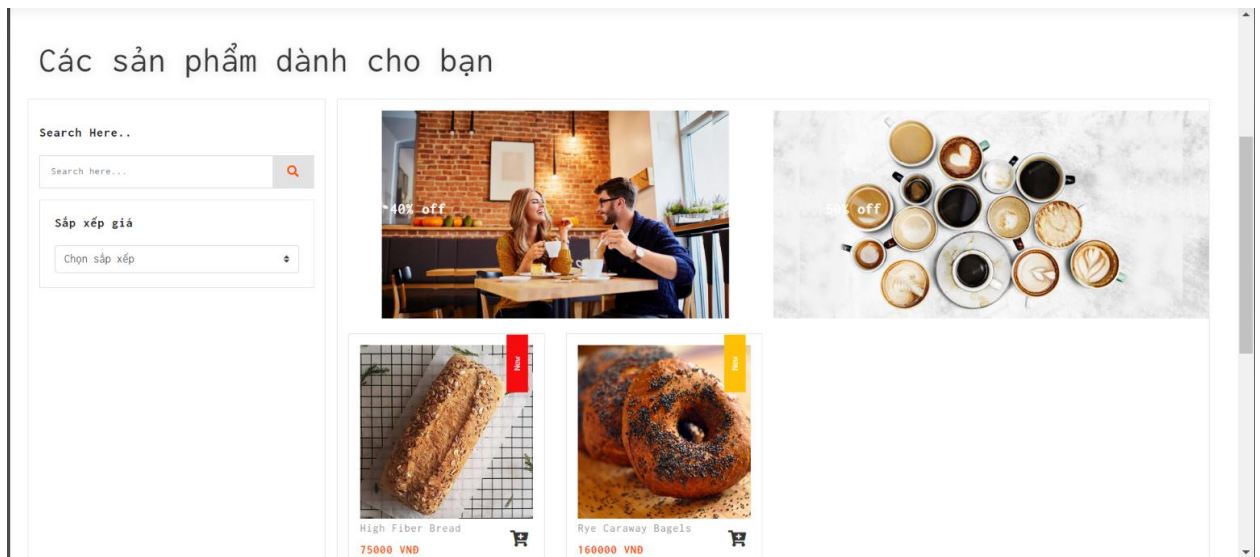 Các sản phẩm dành cho bạn
Search Here..
Search here...
Sắp xếp giá
Chọn sắp xếp
40% off
50% off
New
New
High Fiber Bread
75000 VNĐ
Rye Caraway Bagels
160000 VNĐ